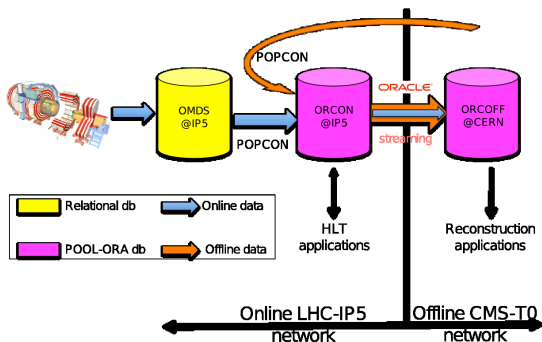 POPCON
OMDS
@IP5
POPCON
ORCON
@IP5
ORACLE
streaming
ORCOFF
@CERN
Relational db
Online data
POOL-ORA db
Offline data
HLT
applications
Reconstruction
applications
Online LHC-IP5
network
Offline CMS-T0
network